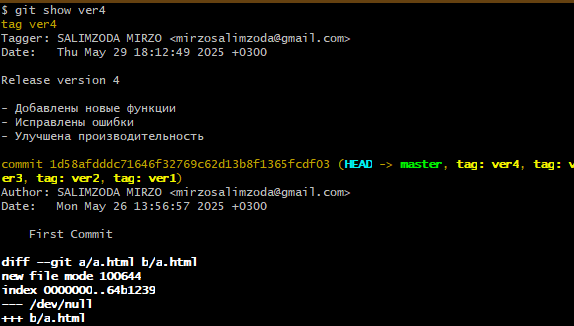 $ git show ver4
tag ver4
Tagger: SALIMZODA MIRZO <mirzosalimzoda@gmail.com>
Date:   Thu May 29 18:12:49 2025 +0300
Release version 4
- Добавлены новые функции
- Исправлены ошибки
- Улучшена производительность
commit 1d58afdddc71646f32769c62d13b8f1365fcdf03 (HEAD -> master, tag: ver4, tag: v
er3, tag: ver2, tag: ver1)
Author: SALIMZODA MIRZO <mirzosalimzoda@gmail.com>
Date:   Mon May 26 13:56:57 2025 +0300
    First Commit
diff --git a/a.html b/a.html
new file mode 100644
index 0000000..64b1239
--- /dev/null
+++ b/a.html